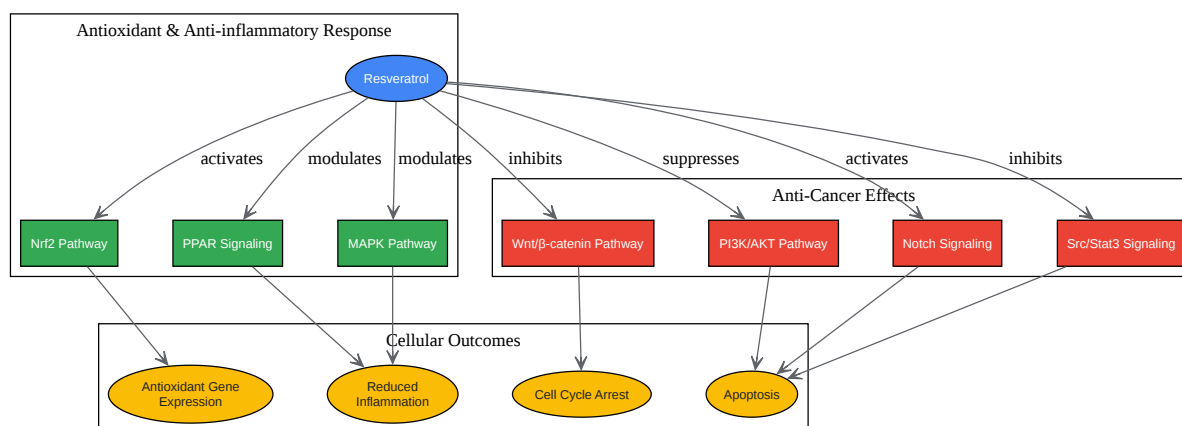 Antioxidant & Anti-inflammatory Response
Resveratrol
activates
modulates
modulates
inhibits
suppresses
activates
inhibits
Anti-Cancer Effects
Nrf2 Pathway
PPAR Signaling
MAPK Pathway
Wnt/β-catenin Pathway
PI3K/AKT Pathway
Notch Signaling
Src/Stat3 Signaling
Cellular Outcomes
Antioxidant Gene
Expression
Reduced
Inflammation
Cell Cycle Arrest
Apoptosis